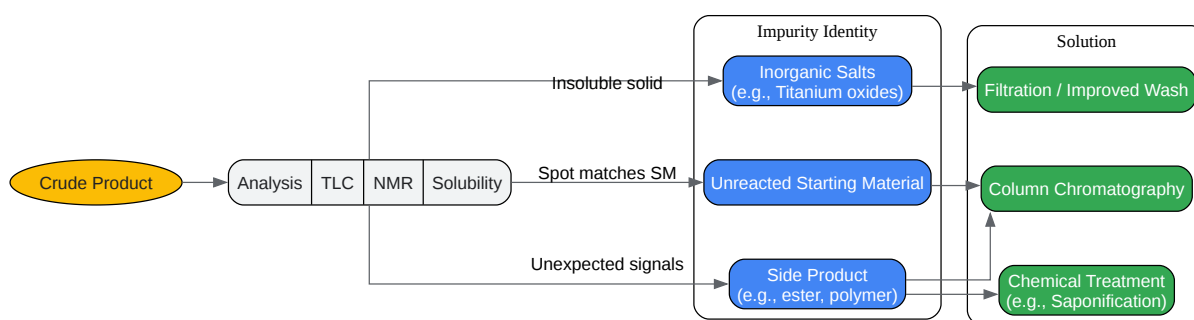 Impurity Identity
Solution
Inorganic Salts
(e.g., Titanium oxides)
Insoluble solid
Filtration / Improved Wash
Crude Product
Analysis
TLC
NMR
Solubility
Spot matches SM
Unreacted Starting Material
Column Chromatography
Unexpected signals
Side Product
(e.g., ester, polymer)
Chemical Treatment
(e.g., Saponification)